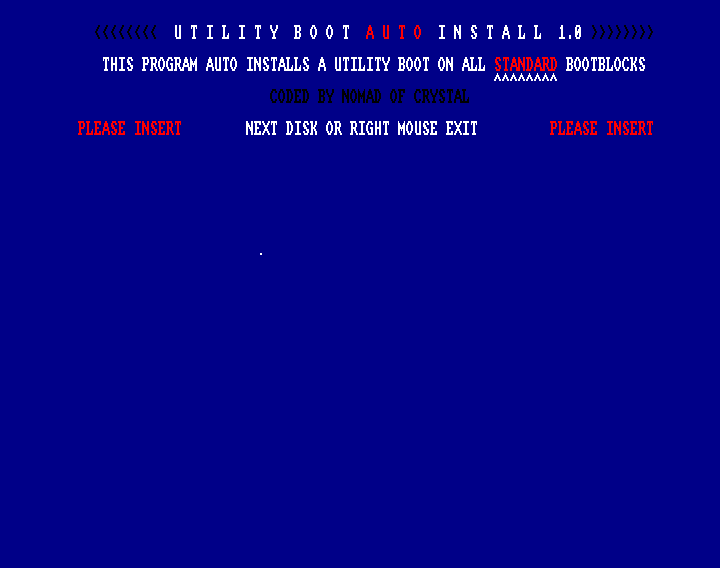 <<<<<<<< U T I L I T Y B O O T A U T O I N S T A L L 1.0 >>>>>>>>
THIS PROGRAM AUTO INSTALLS A UTILITY BOOT ON ALL STANDARD BOOTBLOCKS
^^^^^^^^
CODED BY NOMAD OF CRYSTAL
PLEASE INSERT NEXT DISK OR RIGHT MOUSE EXIT PLEASE INSERT